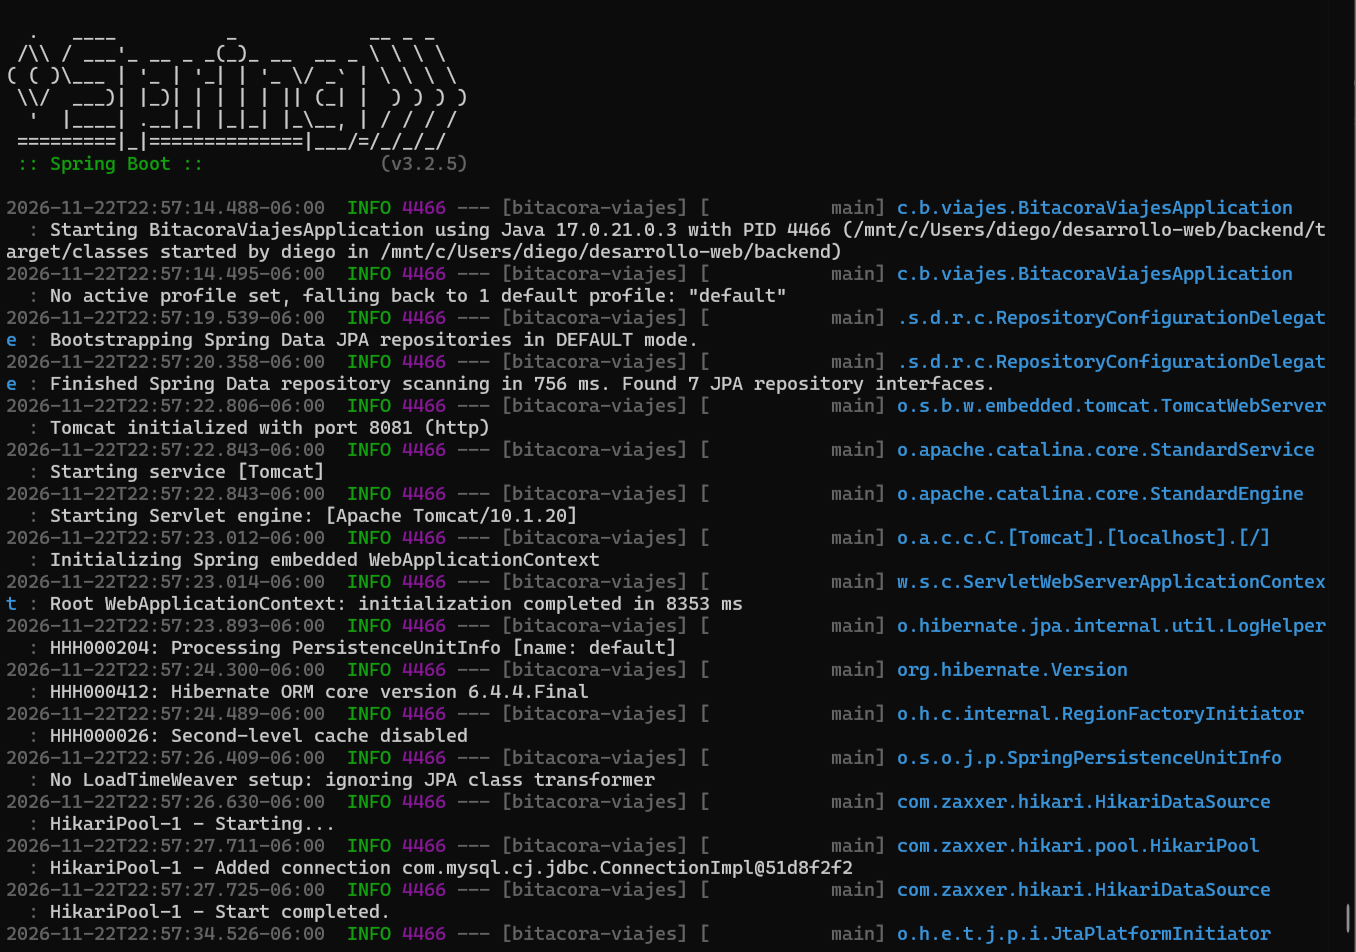 .   ____          _            __ _ _
 /\\ / ___'_ __ _ _(_)_ __  __ _ \ \ \ \
( ( )\___ | '_ | '_| | '_ \/ _` | \ \ \ \
 \\/  ___)| |_)| | | | | || (_| |  ) ) ) )
  '  |____| .__|_| |_|_| |_\__, | / / / /
 =========|_|==============|___/=/_/_/_/
 :: Spring Boot ::                (v3.2.5)

2026-11-22T22:57:14.488-06:00  INFO 4466 --- [bitacora-viajes] [           main] c.b.viajes.BitacoraViajesApplication
  : Starting BitacoraViajesApplication using Java 17.0.21.0.3 with PID 4466 (/mnt/c/Users/diego/desarrollo-web/backend/t
arget/classes started by diego in /mnt/c/Users/diego/desarrollo-web/backend)
2026-11-22T22:57:14.495-06:00  INFO 4466 --- [bitacora-viajes] [           main] c.b.viajes.BitacoraViajesApplication
  : No active profile set, falling back to 1 default profile: "default"
2026-11-22T22:57:19.539-06:00  INFO 4466 --- [bitacora-viajes] [           main] .s.d.r.c.RepositoryConfigurationDelegat
e : Bootstrapping Spring Data JPA repositories in DEFAULT mode.
2026-11-22T22:57:20.358-06:00  INFO 4466 --- [bitacora-viajes] [           main] .s.d.r.c.RepositoryConfigurationDelegat
e : Finished Spring Data repository scanning in 756 ms. Found 7 JPA repository interfaces.
2026-11-22T22:57:22.806-06:00  INFO 4466 --- [bitacora-viajes] [           main] o.s.b.w.embedded.tomcat.TomcatWebServer
  : Tomcat initialized with port 8081 (http)
2026-11-22T22:57:22.843-06:00  INFO 4466 --- [bitacora-viajes] [           main] o.apache.catalina.core.StandardService
  : Starting service [Tomcat]
2026-11-22T22:57:22.843-06:00  INFO 4466 --- [bitacora-viajes] [           main] o.apache.catalina.core.StandardEngine
  : Starting Servlet engine: [Apache Tomcat/10.1.20]
2026-11-22T22:57:23.012-06:00  INFO 4466 --- [bitacora-viajes] [           main] o.a.c.c.C.[Tomcat].[localhost].[/]
  : Initializing Spring embedded WebApplicationContext
2026-11-22T22:57:23.014-06:00  INFO 4466 --- [bitacora-viajes] [           main] w.s.c.ServletWebServerApplicationContex
t : Root WebApplicationContext: initialization completed in 8353 ms
2026-11-22T22:57:23.893-06:00  INFO 4466 --- [bitacora-viajes] [           main] o.hibernate.jpa.internal.util.LogHelper
  : HHH000204: Processing PersistenceUnitInfo [name: default]
2026-11-22T22:57:24.300-06:00  INFO 4466 --- [bitacora-viajes] [           main] org.hibernate.Version
  : HHH000412: Hibernate ORM core version 6.4.4.Final
2026-11-22T22:57:24.489-06:00  INFO 4466 --- [bitacora-viajes] [           main] o.h.c.internal.RegionFactoryInitiator
  : HHH000026: Second-level cache disabled
2026-11-22T22:57:26.409-06:00  INFO 4466 --- [bitacora-viajes] [           main] o.s.o.j.p.SpringPersistenceUnitInfo
  : No LoadTimeWeaver setup: ignoring JPA class transformer
2026-11-22T22:57:26.630-06:00  INFO 4466 --- [bitacora-viajes] [           main] com.zaxxer.hikari.HikariDataSource
  : HikariPool-1 - Starting...
2026-11-22T22:57:27.711-06:00  INFO 4466 --- [bitacora-viajes] [           main] com.zaxxer.hikari.pool.HikariPool
  : HikariPool-1 - Added connection com.mysql.cj.jdbc.ConnectionImpl@51d8f2f2
2026-11-22T22:57:27.725-06:00  INFO 4466 --- [bitacora-viajes] [           main] com.zaxxer.hikari.HikariDataSource
  : HikariPool-1 - Start completed.
2026-11-22T22:57:34.526-06:00  INFO 4466 --- [bitacora-viajes] [           main] o.h.e.t.j.p.i.JtaPlatformInitiator